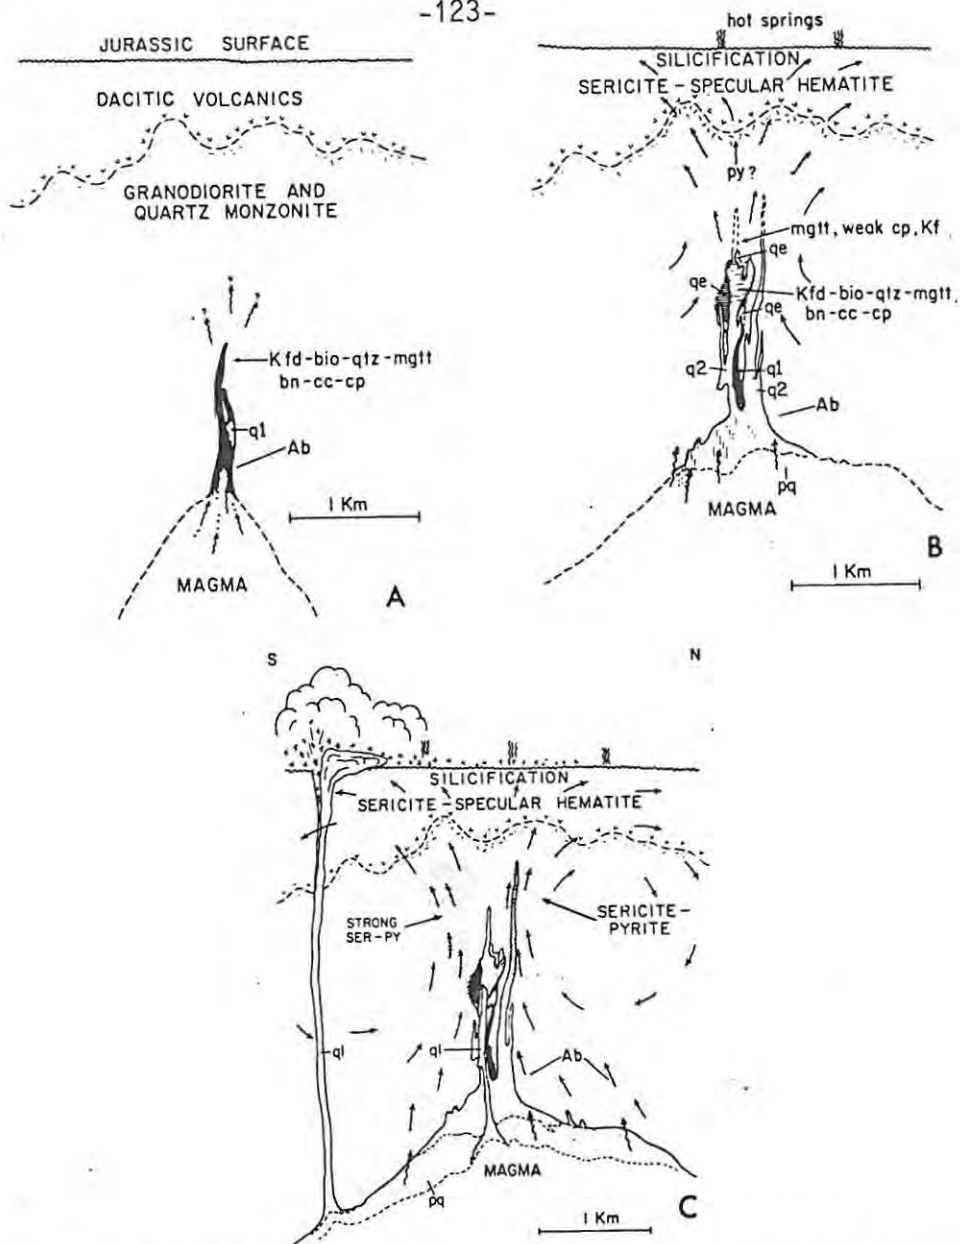 -123-
JURASSIC SURFACE
DACITIC VOLCANICS
GRANODIORITE AND
QUARTZ MONZONITE
Kfd-bio-qtz-mgtt
bn-cc-cp
q1
Ab
1 Km
MAGMA
A
hot springs
SILICIFICATION
SERICITE-SPECULAR HEMATITE
py?
mgtt, weak cp, Kf
qe
qe
Kfd-bio-qtz-mgtt,
bn-cc-cp
qe
q2
q1
q2
Ab
pq
MAGMA
B
1 Km
S
N
SILICIFICATION
SERICITE-SPECULAR HEMATITE
STRONG
SER-PY
SERICITE-
PYRITE
q1
q1
Ab
MAGMA
pq
C
1 Km